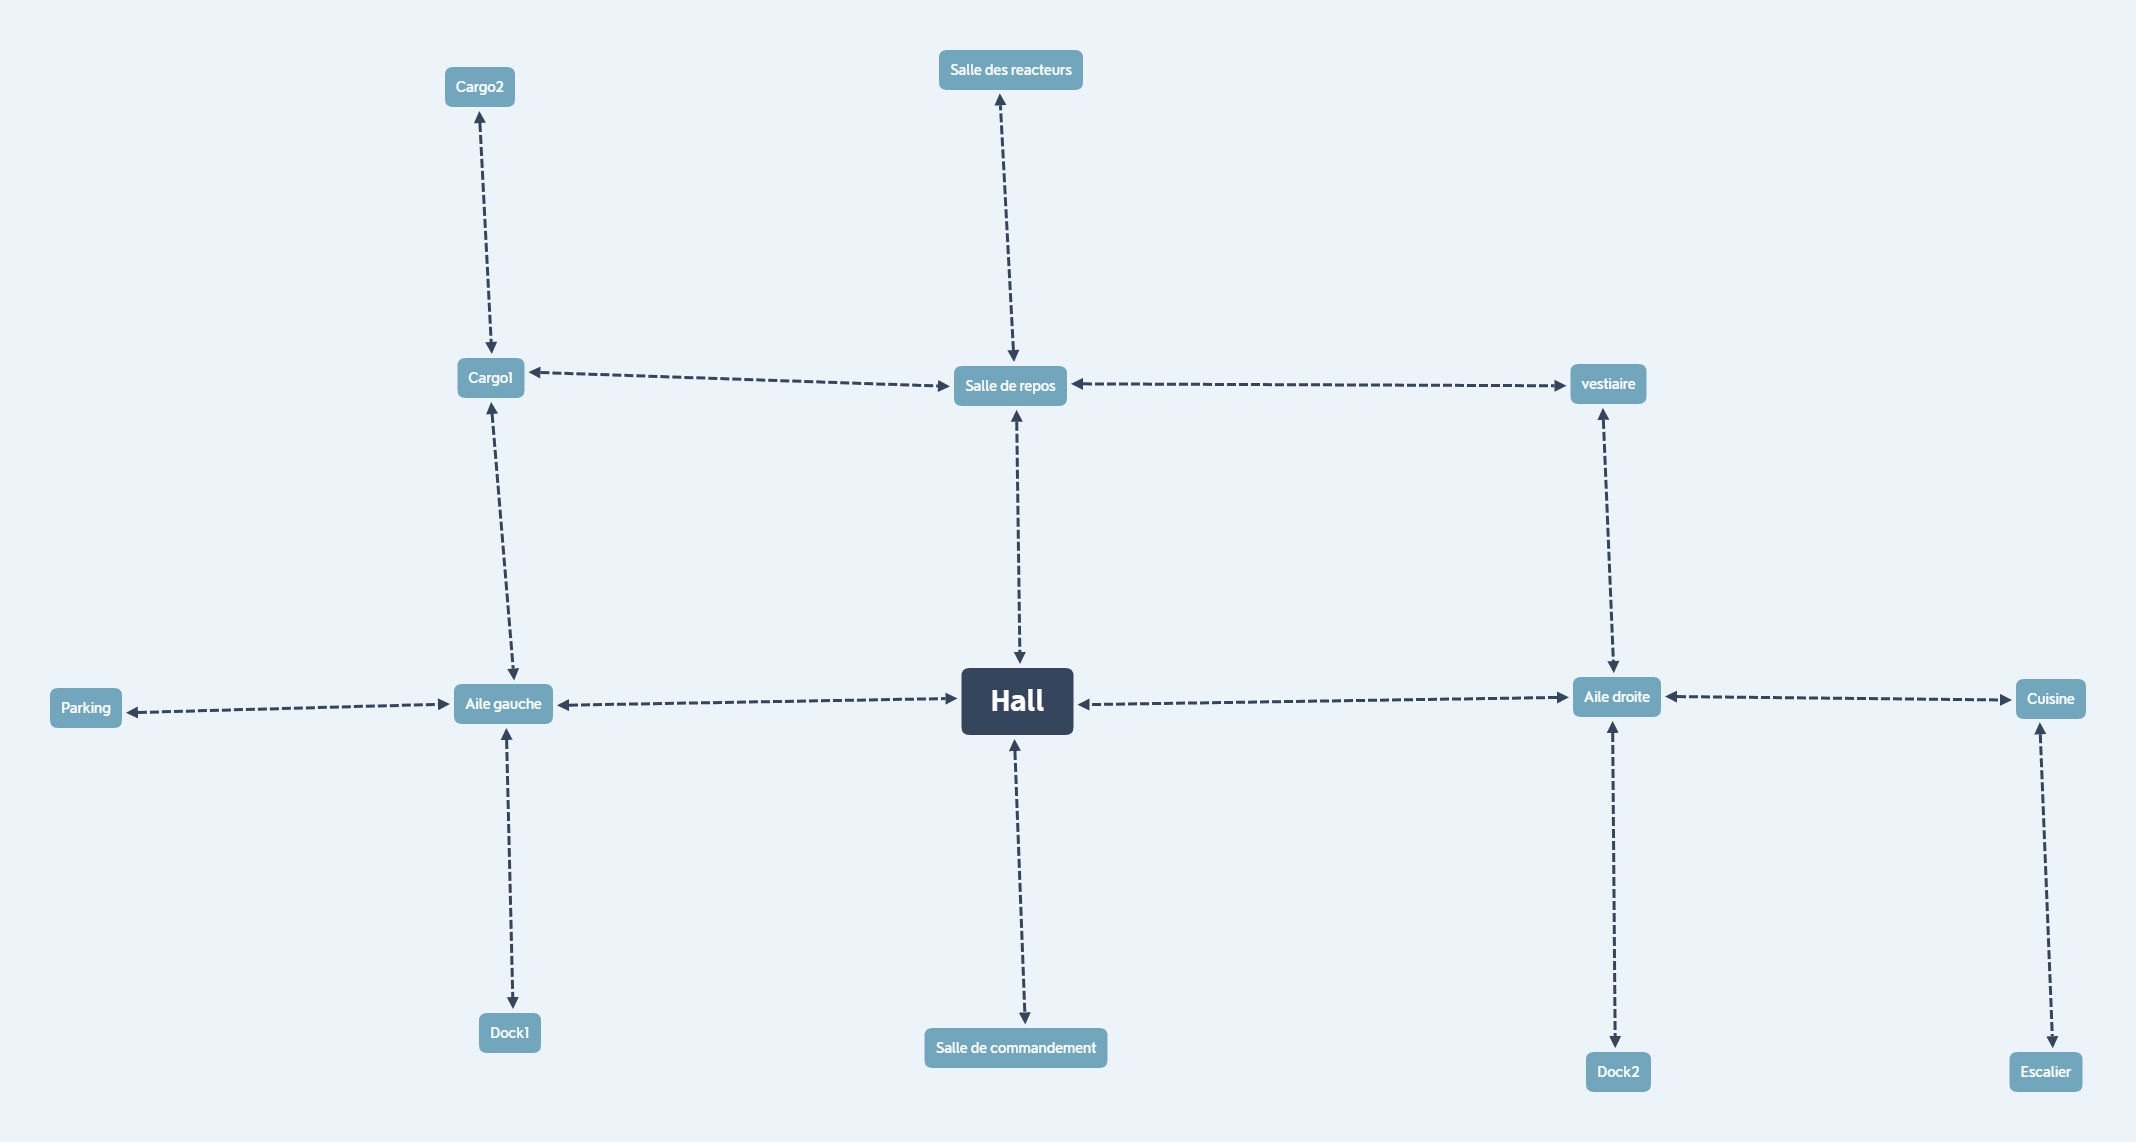 Salle des reacteurs
Cargo2
Cargo1
Salle de repos
vestiaire
Parking
Aile gauche
Hall
Aile droite
Cuisine
Dock1
Salle de commandement
Dock2
Escalier